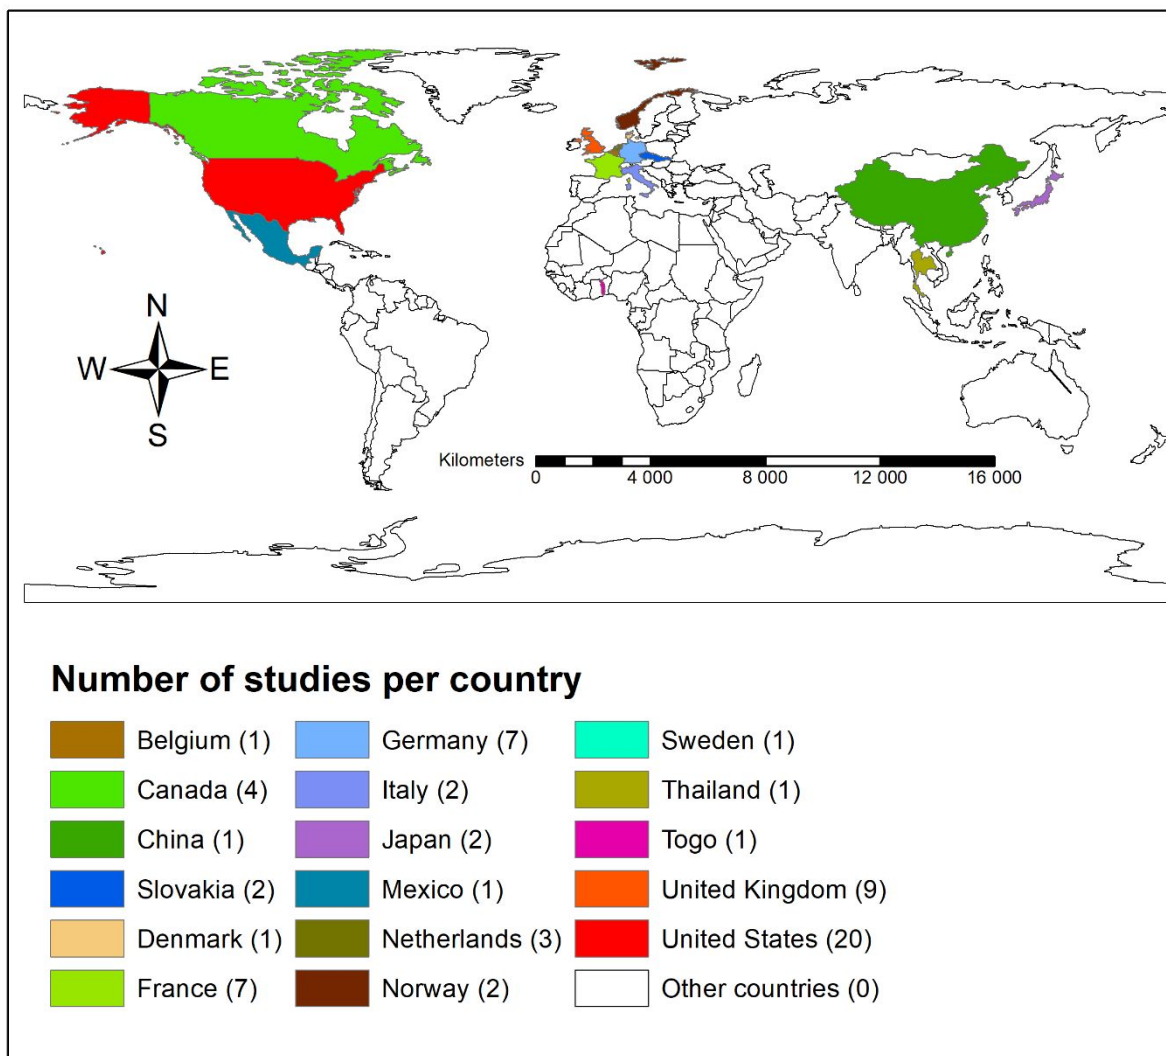 N
W E
S
Kilometers
0 4 000 8 000 12 000 16 000
Number of studies per country
Belgium (1)
Canada (4)
China (1)
Slovakia (2)
Denmark (1)
France (7)
Germany (7)
Italy (2)
Japan (2)
Mexico (1)
Netherlands (3)
Norway (2)
Sweden (1)
Thailand (1)
Togo (1)
United Kingdom (9)
United States (20)
Other countries (0)